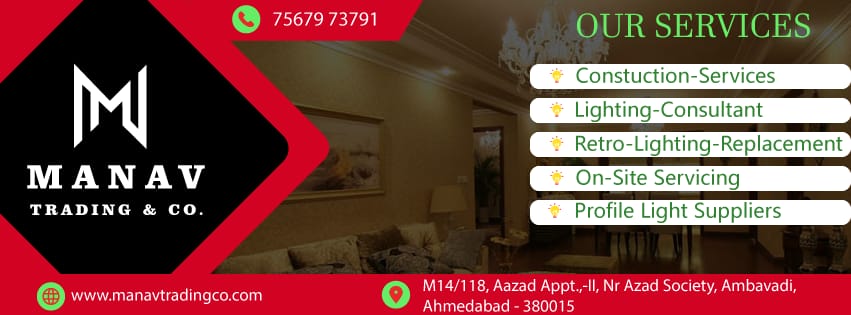 75679 73791
MANAV
TRADING & CO.
OUR SERVICES
Constuction-Services
Lighting-Consultant
Retro-Lighting-Replacement
On-Site Servicing
Profile Light Suppliers
www.manavtradingco.com
M14/118, Aazad Appt.,-II, Nr Azad Society, Ambavadi,
Ahmedabad - 380015